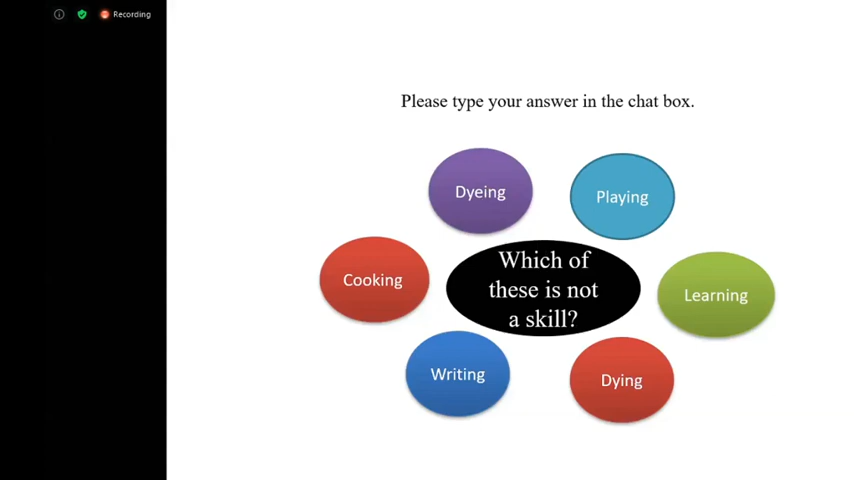 Recording
Please type your answer in the chat box.
Dyeing
Playing
Cooking
Which of
these is not
a skill?
Learning
Writing
Dying